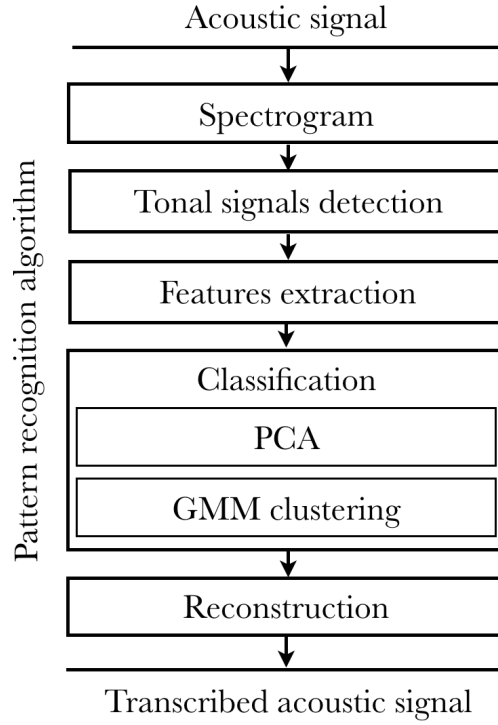 Acoustic signal
Spectrogram
Tonal signals detection
Features extraction
Classification
PCA
GMM clustering
Reconstruction
Transcribed acoustic signal
Pattern recognition algorithm